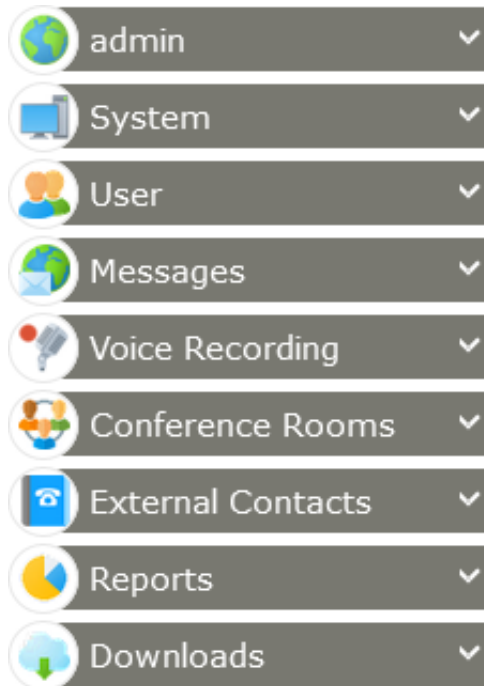 admin
System
User
Messages
Voice Recording
Conference Rooms
External Contacts
Reports
Downloads